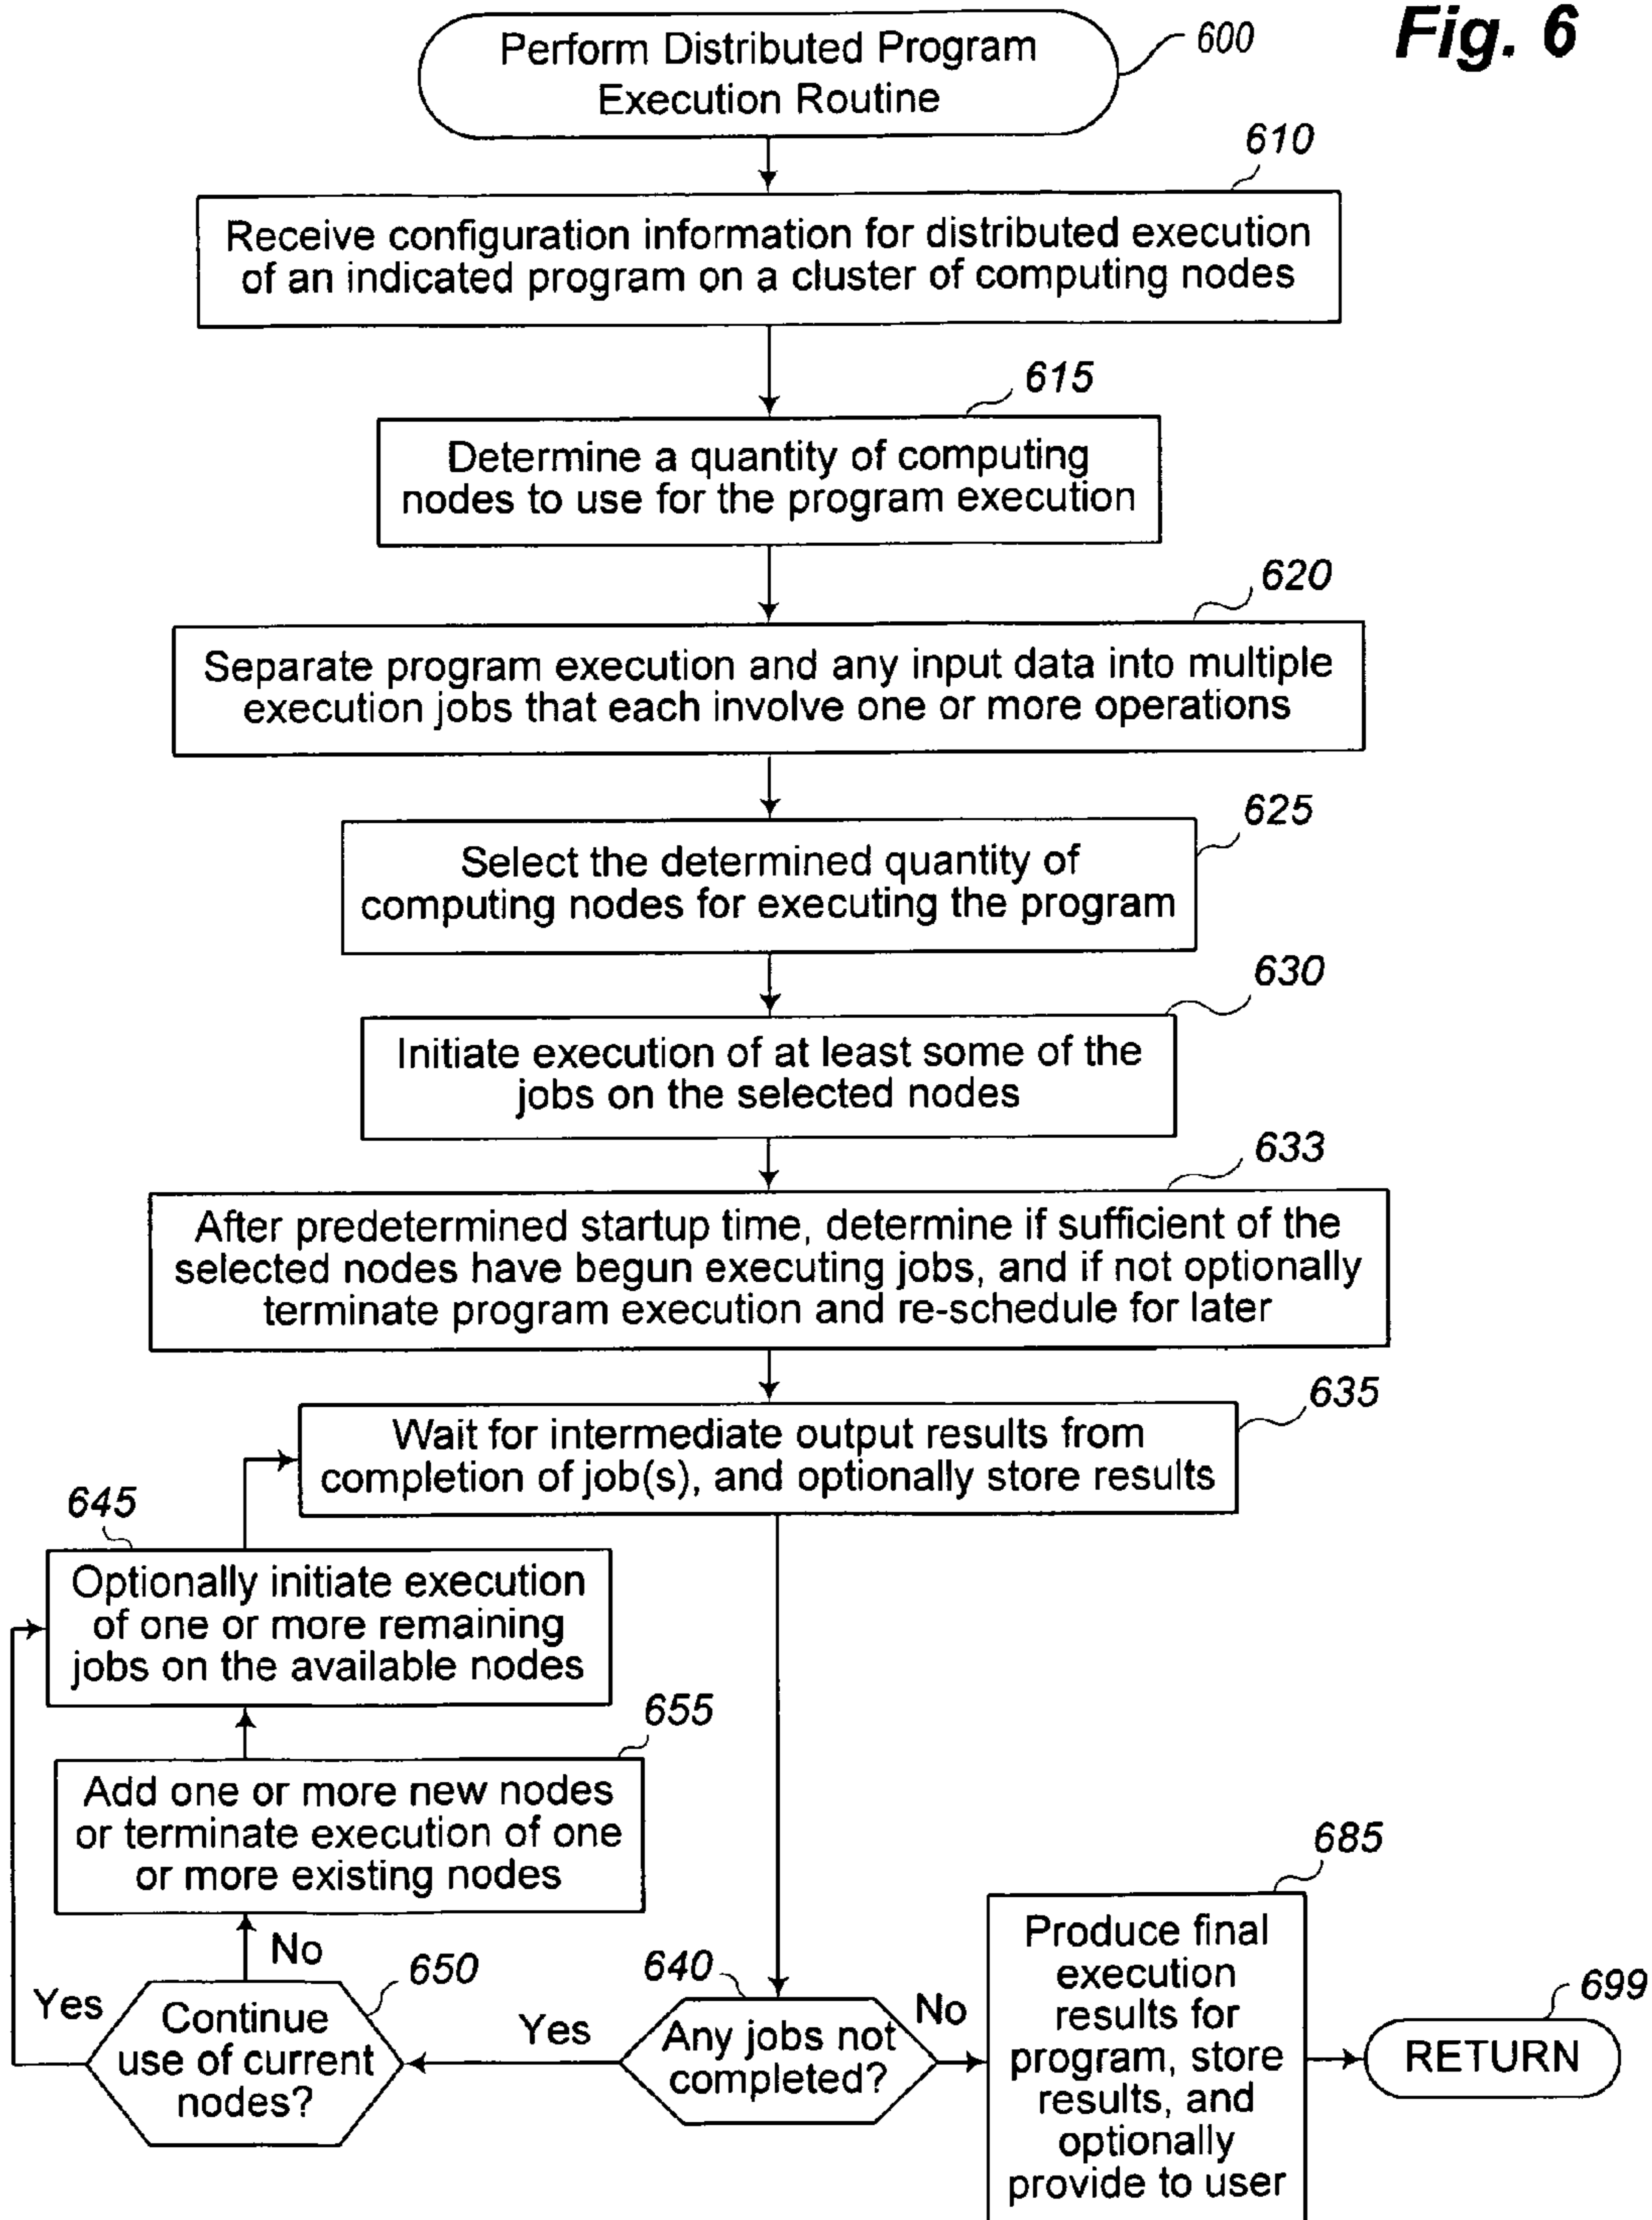 Fig. 6
Perform Distributed Program
Execution Routine
600
610
Receive configuration information for distributed execution
of an indicated program on a cluster of computing nodes
615
Determine a quantity of computing
nodes to use for the program execution
620
Separate program execution and any input data into multiple
execution jobs that each involve one or more operations
625
Select the determined quantity of
computing nodes for executing the program
630
Initiate execution of at least some of the
jobs on the selected nodes
633
After predetermined startup time, determine if sufficient of the
selected nodes have begun executing jobs, and if not optionally
terminate program execution and re-schedule for later
635
Wait for intermediate output results from
completion of job(s), and optionally store results
645
Optionally initiate execution
of one or more remaining
jobs on the available nodes
655
Add one or more new nodes
or terminate execution of one
or more existing nodes
No
650
Yes
Continue
use of current
nodes?
Yes
640
Any jobs not
completed?
No
685
Produce final
execution
results for
program, store
results, and
optionally
provide to user
699
RETURN